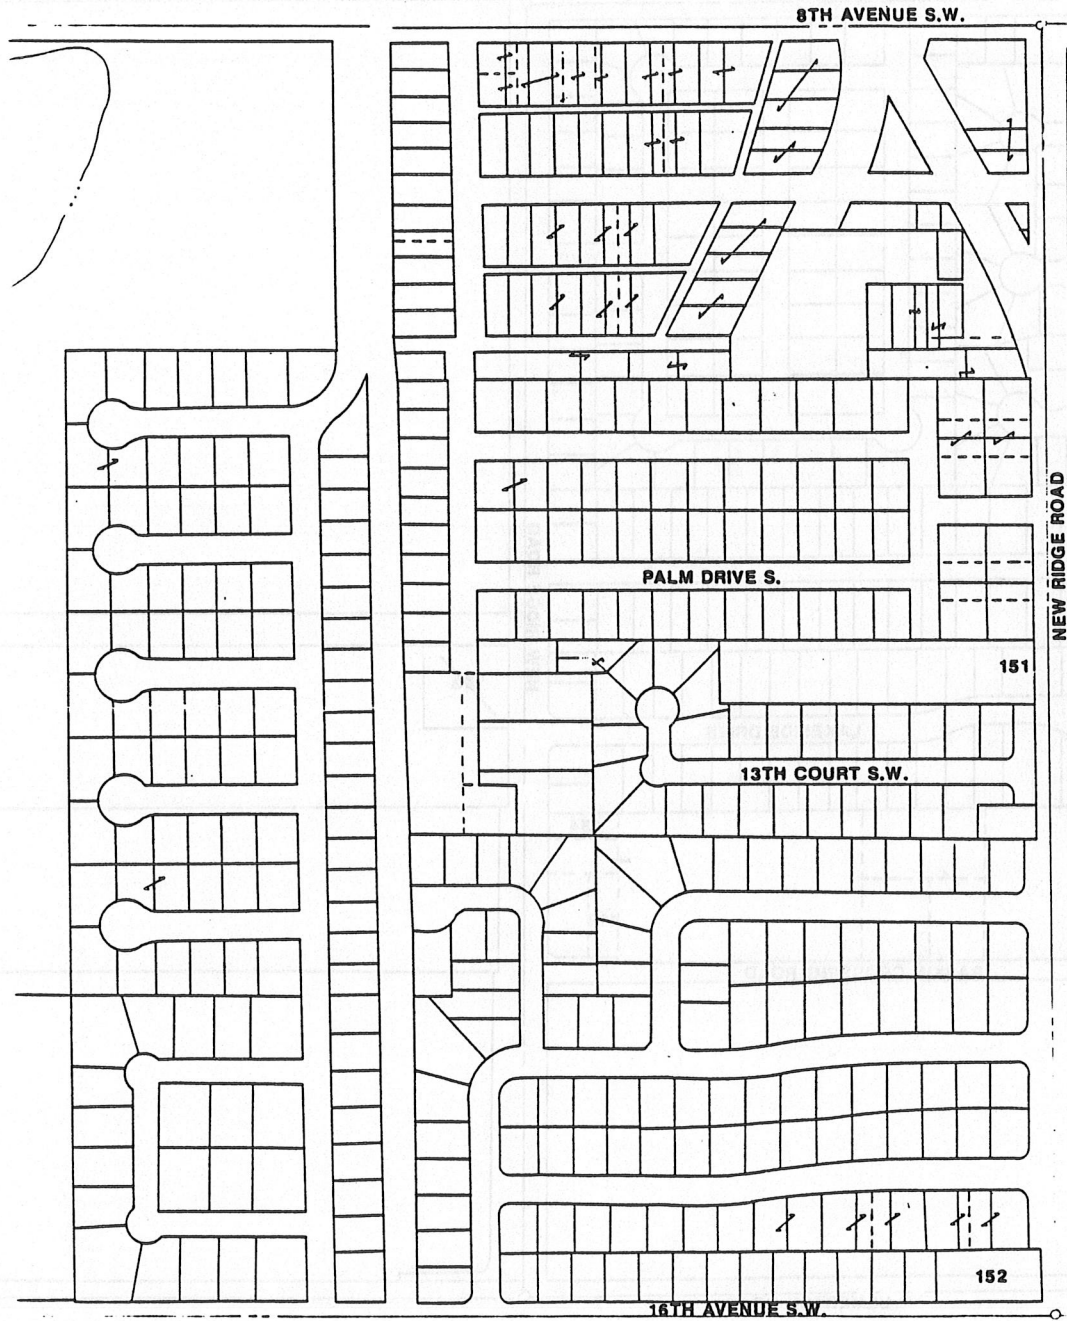 8TH AVENUE S.W.
NEW RIDGE ROAD
PALM DRIVE S.
151
13TH COURT S.W.
152
16TH AVENUE S.W.